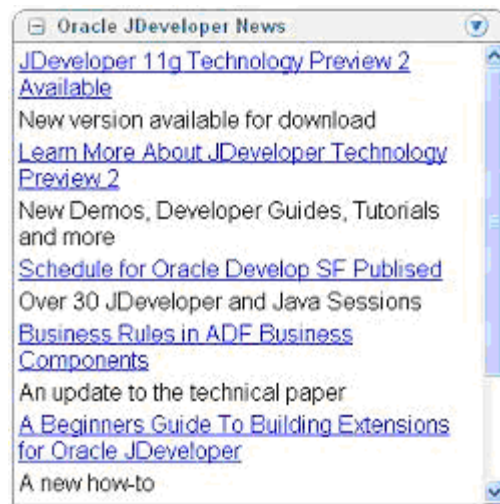 Oracle JDeveloper News
JDeveloper 11g Technology Preview 2
Available
New version available for download
Learn More About JDeveloper Technology
Preview 2
New Demos, Developer Guides, Tutorials
and more
Schedule for Oracle Develop SF Publised
Over 30 JDeveloper and Java Sessions
Business Rules in ADF Business
Components
An update to the technical paper
A Beginners Guide To Building Extensions
for Oracle JDeveloper
A new how-to